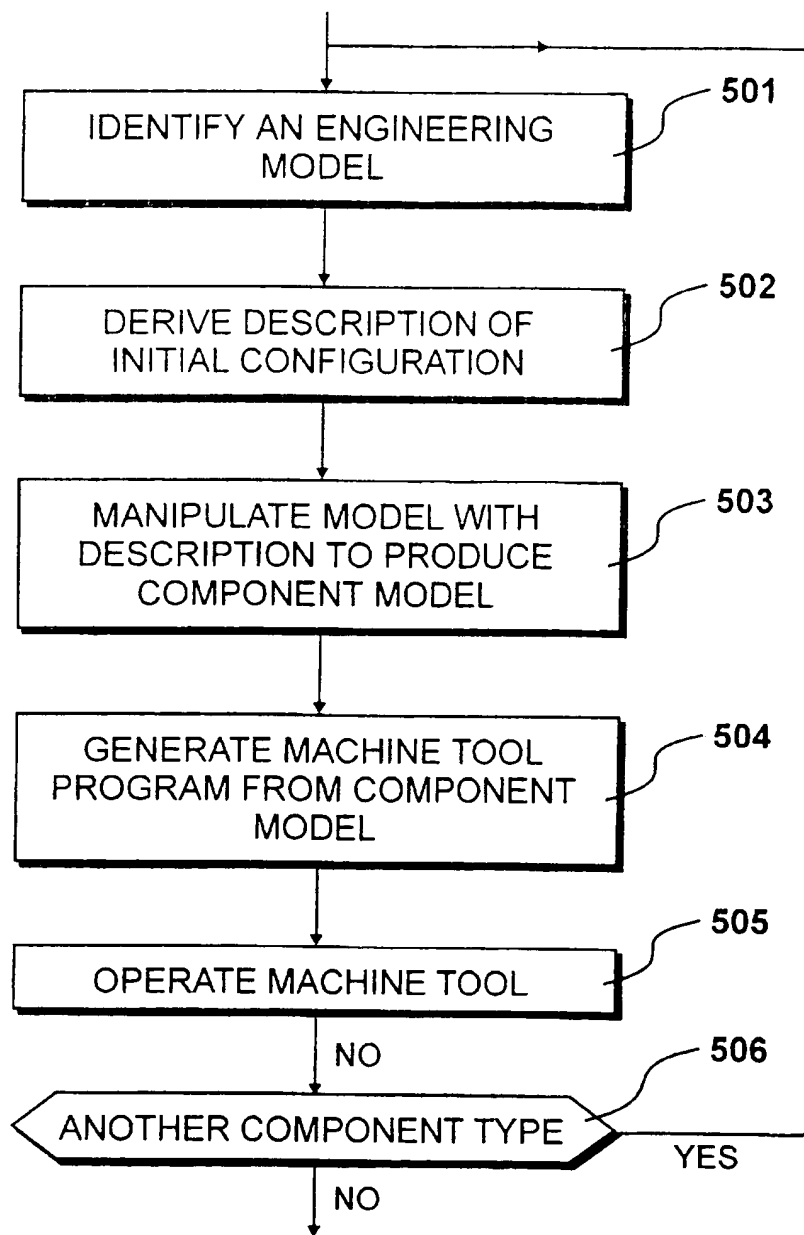 501
IDENTIFY AN ENGINEERING
MODEL
502
DERIVE DESCRIPTION OF
INITIAL CONFIGURATION
503
MANIPULATE MODEL WITH
DESCRIPTION TO PRODUCE
COMPONENT MODEL
504
GENERATE MACHINE TOOL
PROGRAM FROM COMPONENT
MODEL
505
OPERATE MACHINE TOOL
NO
506
ANOTHER COMPONENT TYPE
YES
NO